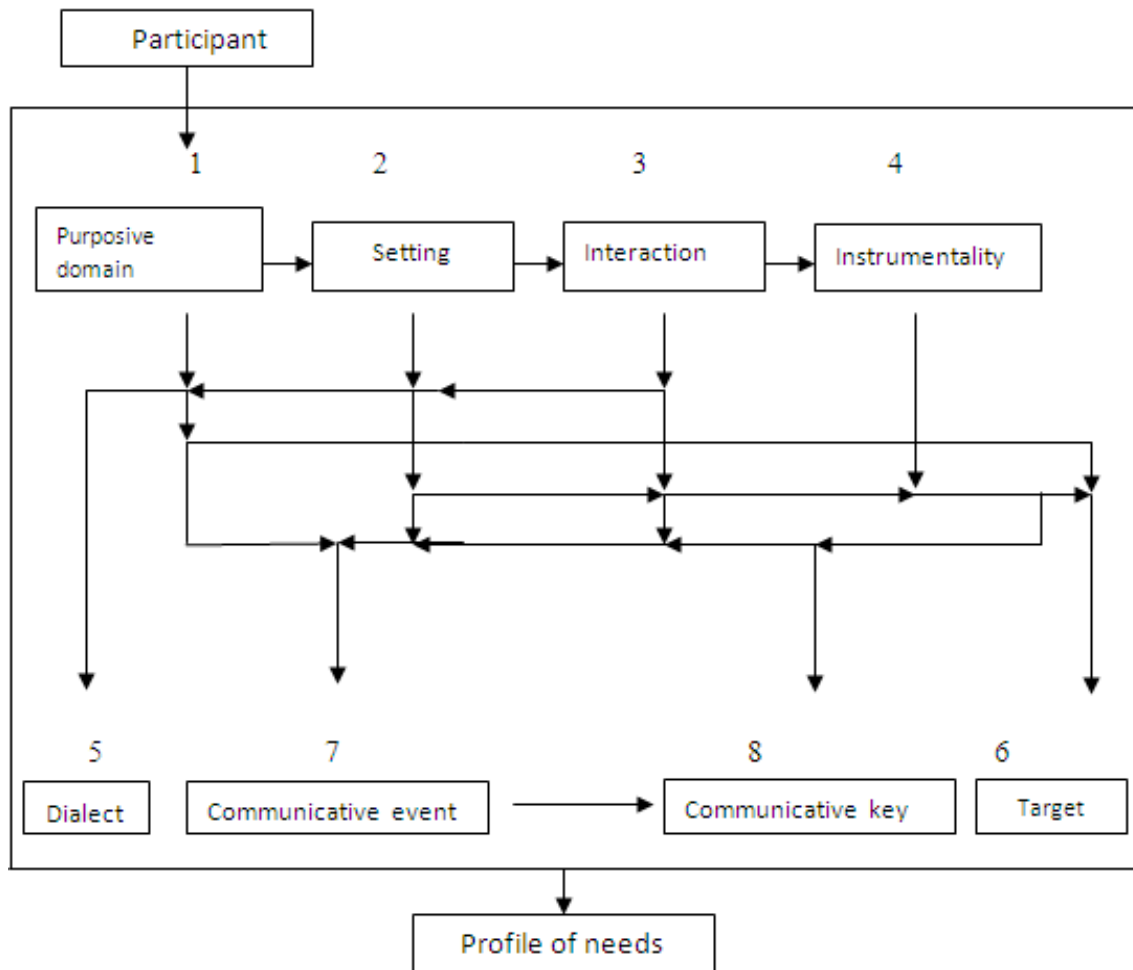 Participant
1 2 3 4
Purposive
domain
Setting
Interaction
Instrumentality
5 7 8 6
Dialect
Communicative event
Communicative key
Target
Profile of needs